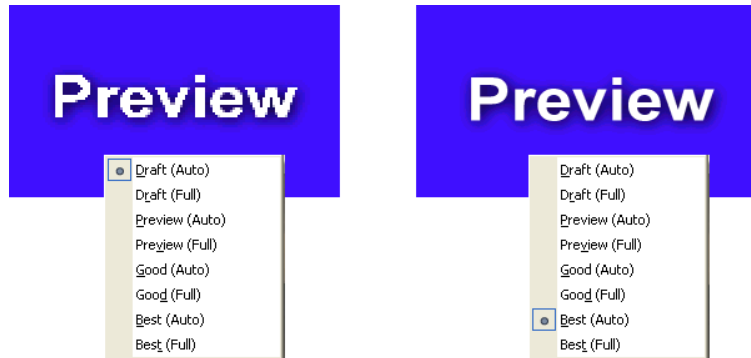 Preview
Draft (Auto)
Draft (Full)
Preview (Auto)
Preview (Full)
Good (Auto)
Good (Full)
Best (Auto)
Best (Full)
Preview
Draft (Auto)
Draft (Full)
Preview (Auto)
Preview (Full)
Good (Auto)
Good (Full)
Best (Auto)
Best (Full)